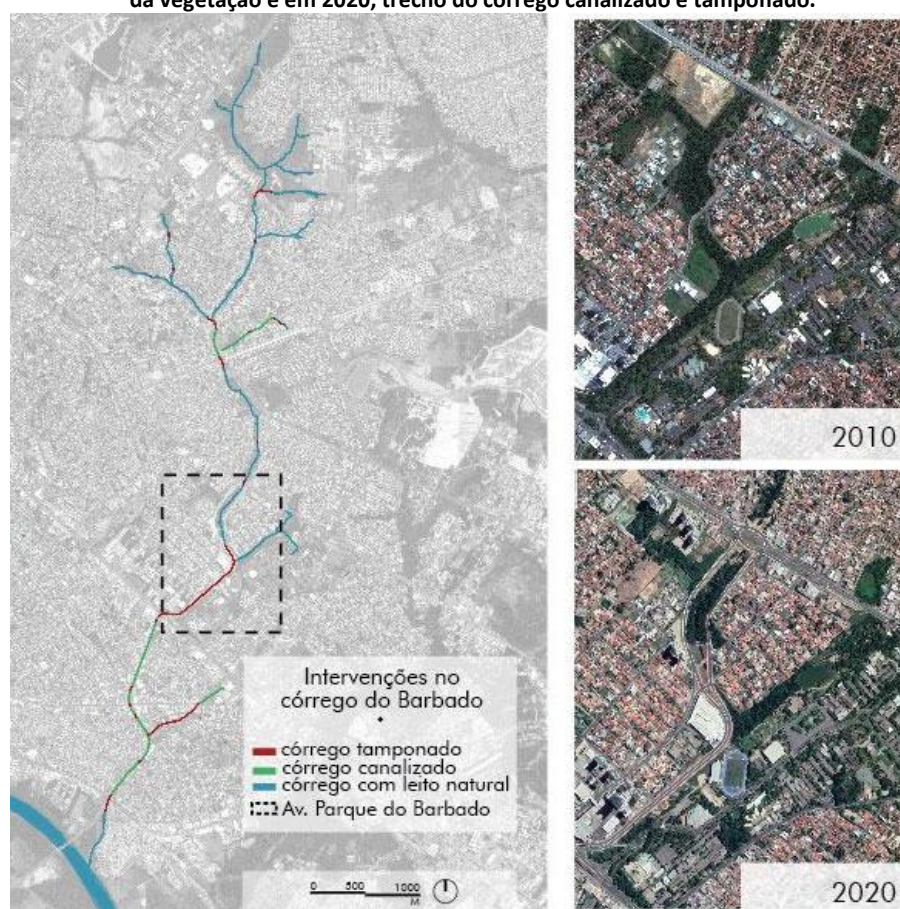 da vegetação e em 2020, trecho do córrego canalizado e tamponado.
2010
2020
Intervenções no
córrego do Barbado
córrego tamponado
córrego canalizado
córrego com leito natural
Av. Parque do Barbado
0 500 1000
M